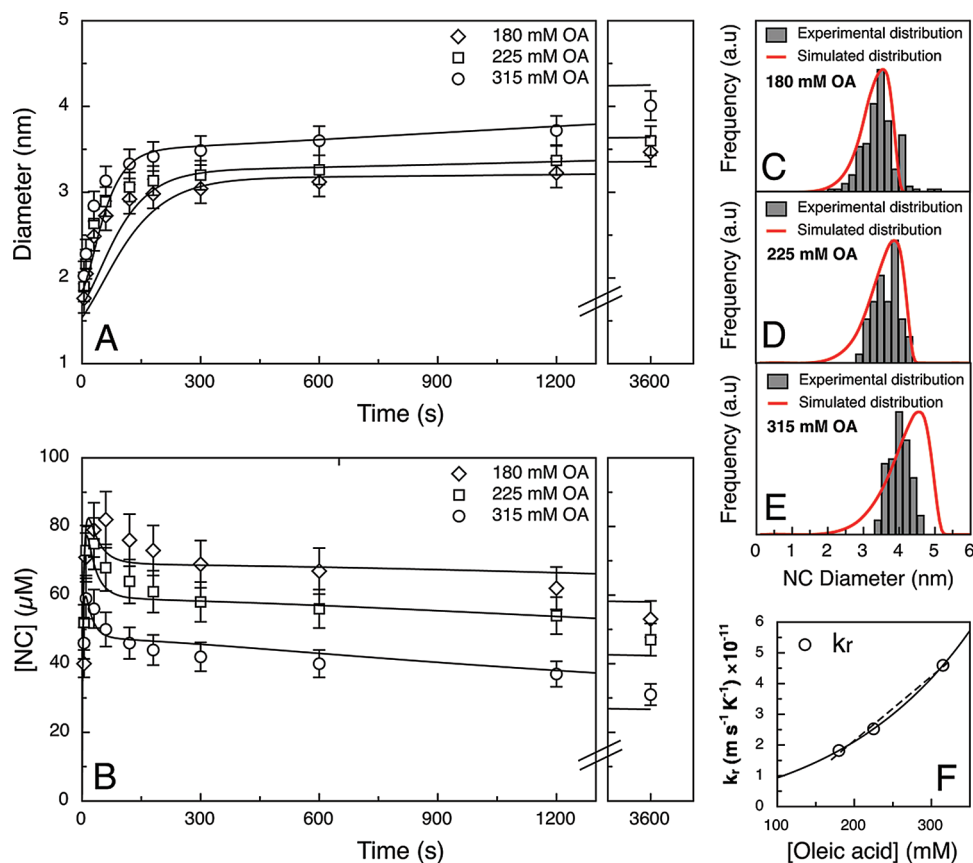 5
4
3
2
1
Diameter (nm)
180 mM OA
225 mM OA
315 mM OA
A
0 300 600 900 1200 3600
Time (s)
100
80
60
40
20
0
[NC] (µM)
180 mM OA
225 mM OA
315 mM OA
B
0 300 600 900 1200 3600
Time (s)
Frequency (a.u)
Experimental distribution
Simulated distribution
180 mM OA
C
Frequency (a.u)
Experimental distribution
Simulated distribution
225 mM OA
D
Frequency (a.u)
Experimental distribution
Simulated distribution
315 mM OA
E
0 1 2 3 4 5 6
NC Diameter (nm)
6
5
4
3
2
1
0
kr (m s⁻¹ K⁻¹) ×10⁻¹¹
kr
F
100 200 300
[Oleic acid] (mM)